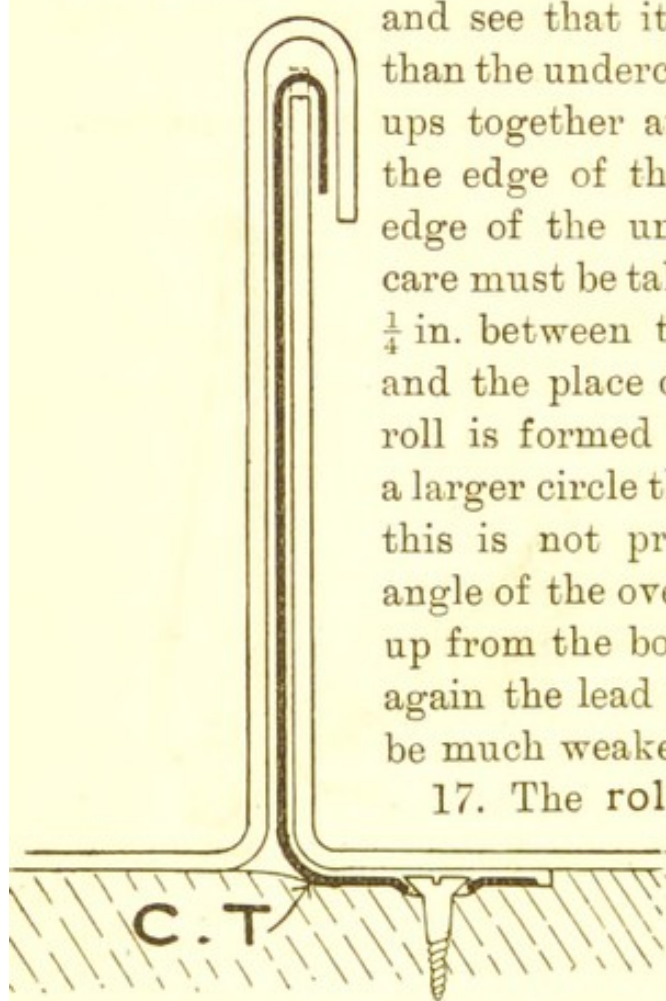 and see that it
than the underc
ups together a
the edge of th
edge of the u
care must be ta
¼ in. between t
and the place
roll is formed
a larger circle t
this is not pr
angle of the ove
up from the bo
again the lead
be much weake
17. The rol
C.T